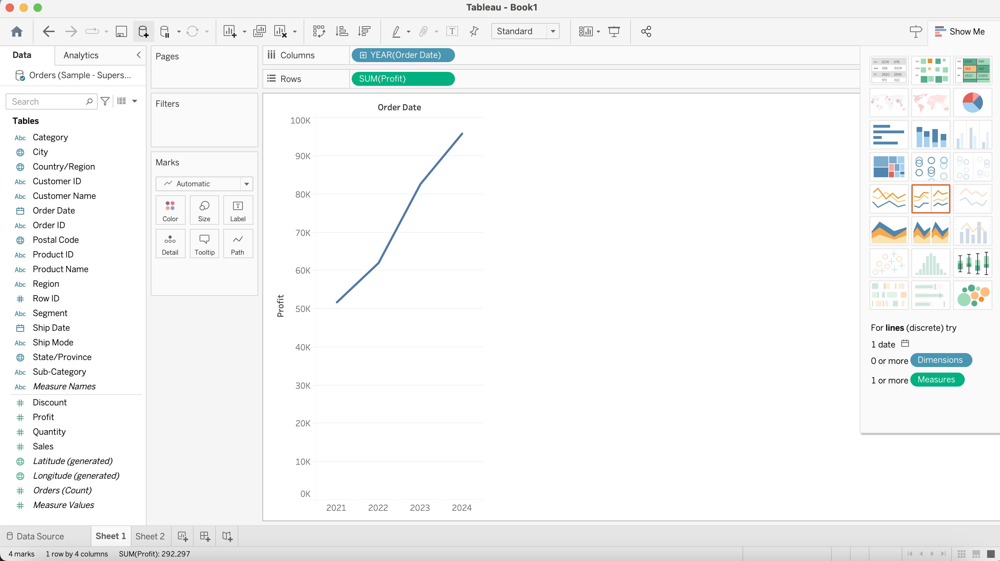 Tableau - Book1
Standard
Show Me
Data
Analytics
Orders (Sample - Supers...
Search
Tables
Abc Category
City
Country/Region
Abc Customer ID
Abc Customer Name
Order Date
Abc Order ID
Postal Code
Abc Product ID
Abc Product Name
Abc Region
Row ID
Abc Segment
Ship Date
Abc Ship Mode
State/Province
Abc Sub-Category
Abc Measure Names
Discount
Profit
Quantity
Sales
Latitude (generated)
Longitude (generated)
Orders (Count)
Measure Values
Pages
Filters
Marks
Automatic
Color Size Label
Detail Tooltip Path
Columns YEAR(Order Date)
Rows SUM(Profit)
Order Date
100K
90K
80K
70K
60K
50K
40K
30K
20K
10K
0K
Profit
2021 2022 2023 2024
1234 678
368 3034
2620 2559
971 322
1234 546
368 340
2620 53890
For lines (discrete) try
1 date
0 or more Dimensions
1 or more Measures
Data Source Sheet 1 Sheet 2
4 marks 1 row by 4 columns SUM(Profit): 292,297